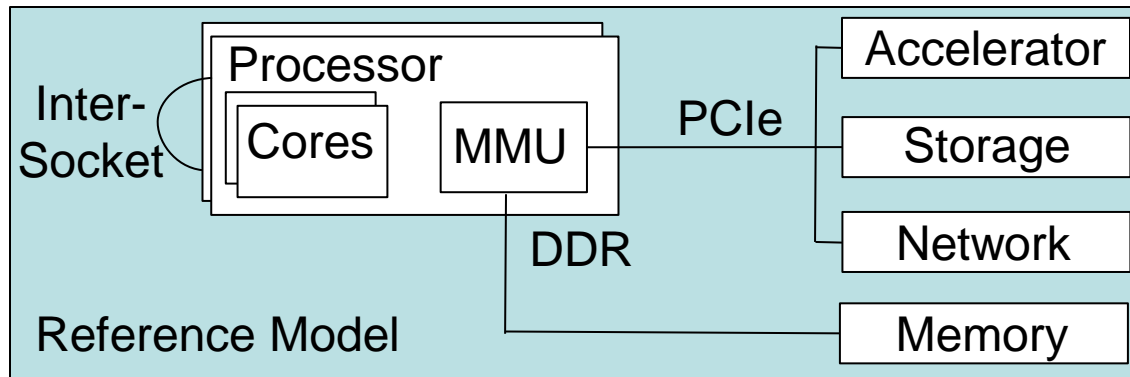 Processor
Inter-
Socket
Cores
MMU
PCIe
DDR
Accelerator
Storage
Network
Memory
Reference Model